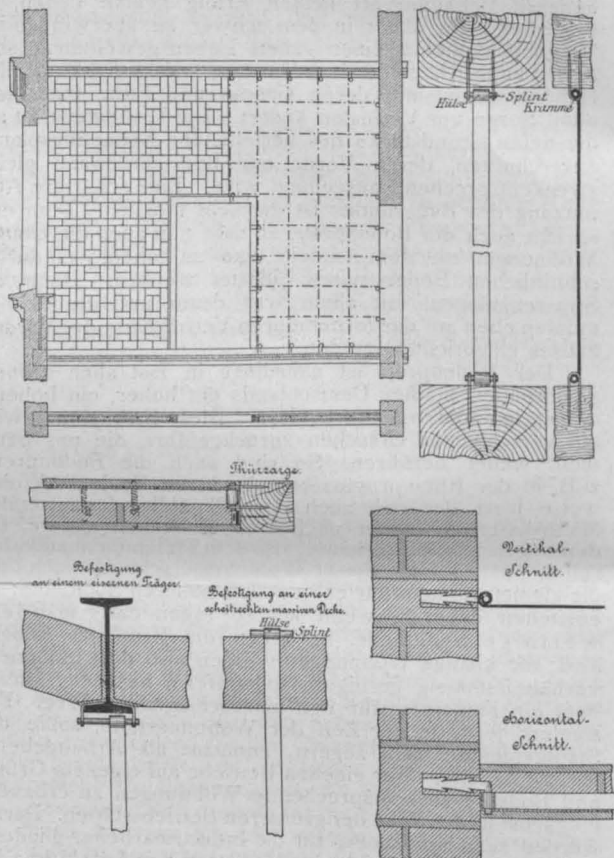 Hülse
Splint
Kramme
Thürzarge.
Befestigung
an einem eisernen Träger.
Befestigung an einer
scheitrechten massiven Decke.
Hülse
Splint
Vertikal-
Schnitt.
Horizontal-
Schnitt.